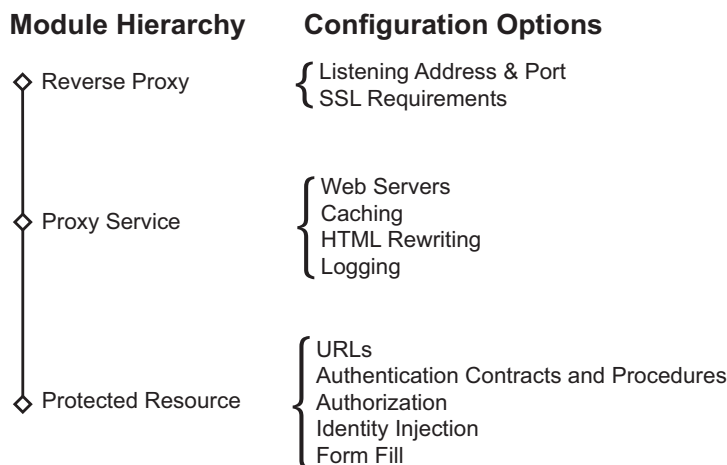 Module Hierarchy Configuration Options
Reverse Proxy
Listening Address & Port
SSL Requirements
Proxy Service
Web Servers
Caching
HTML Rewriting
Logging
Protected Resource
URLs
Authentication Contracts and Procedures
Authorization
Identity Injection
Form Fill